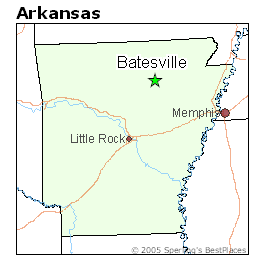 Arkansas
Batesville
Memphis
Little Rock
© 2005 Sperling's BestPlaces